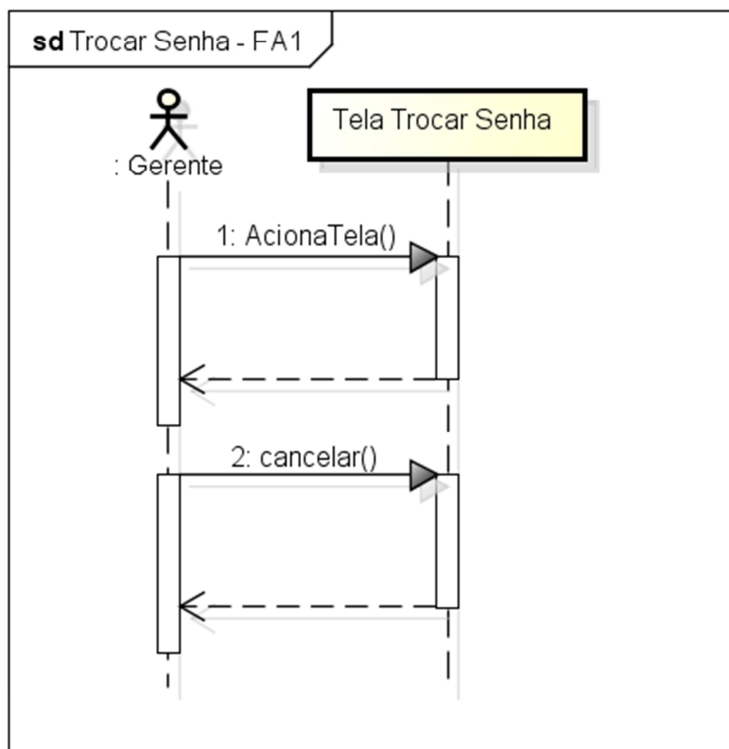 sd Trocar Senha - FA1
Tela Trocar Senha
: Gerente
1: AcionaTela()
2: cancelar()